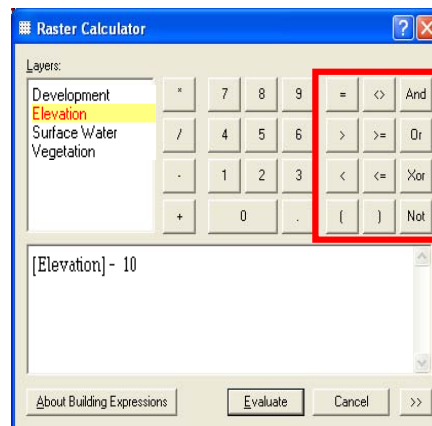 Raster Calculator ?
Layers:
Development
Elevation
Surface Water
Vegetation
* 7 8 9 = <> And
/ 4 5 6 > >= Or
- 1 2 3 < <= Xor
+ 0 . ( ) Not
[Elevation] - 10
About Building Expressions Evaluate Cancel >>